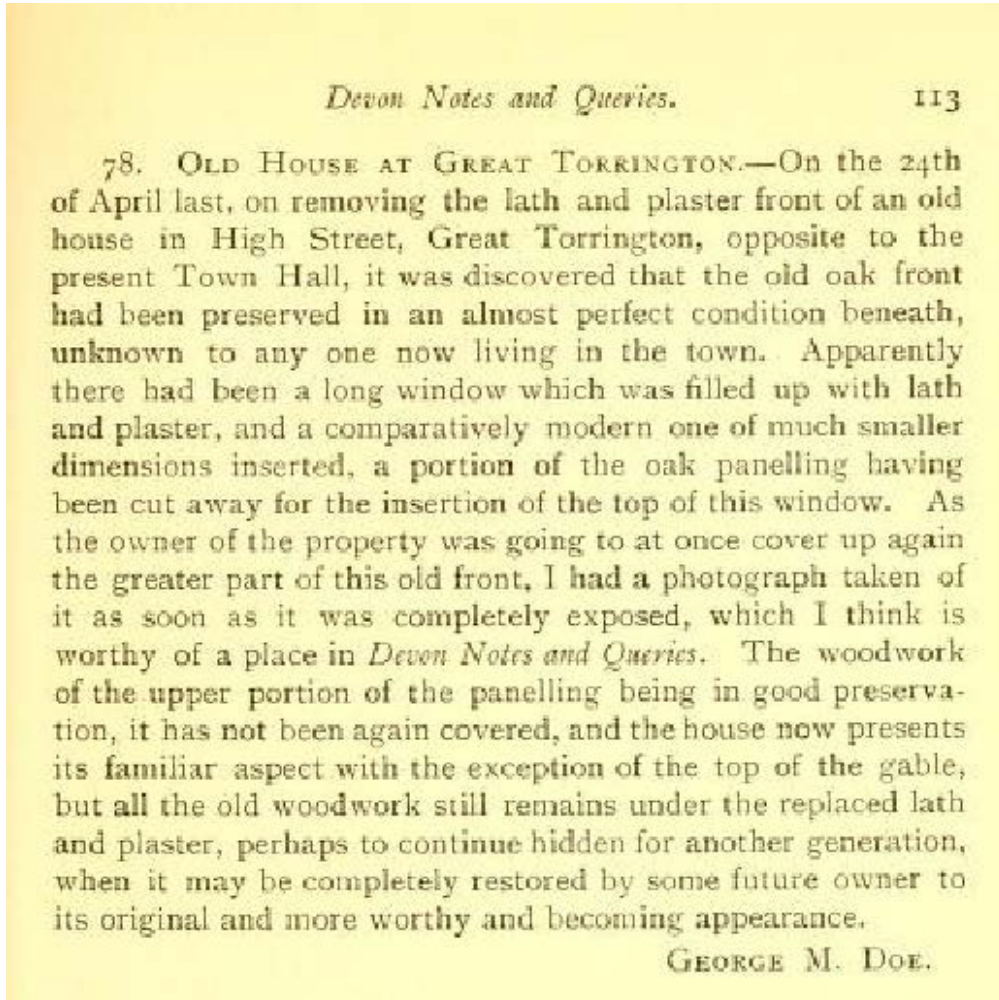 Devon Notes and Queries. 113
78. Old House at Great Torrington.—On the 24th
of April last, on removing the lath and plaster front of an old
house in High Street, Great Torrington, opposite to the
present Town Hall, it was discovered that the old oak front
had been preserved in an almost perfect condition beneath,
unknown to any one now living in the town. Apparently
there had been a long window which was filled up with lath
and plaster, and a comparatively modern one of much smaller
dimensions inserted, a portion of the oak panelling having
been cut away for the insertion of the top of this window. As
the owner of the property was going to at once cover up again
the greater part of this old front, I had a photograph taken of
it as soon as it was completely exposed, which I think is
worthy of a place in Devon Notes and Queries. The woodwork
of the upper portion of the panelling being in good preserva-
tion, it has not been again covered, and the house now presents
its familiar aspect with the exception of the top of the gable,
but all the old woodwork still remains under the replaced lath
and plaster, perhaps to continue hidden for another generation,
when it may be completely restored by some future owner to
its original and more worthy and becoming appearance.
George M. Doe.